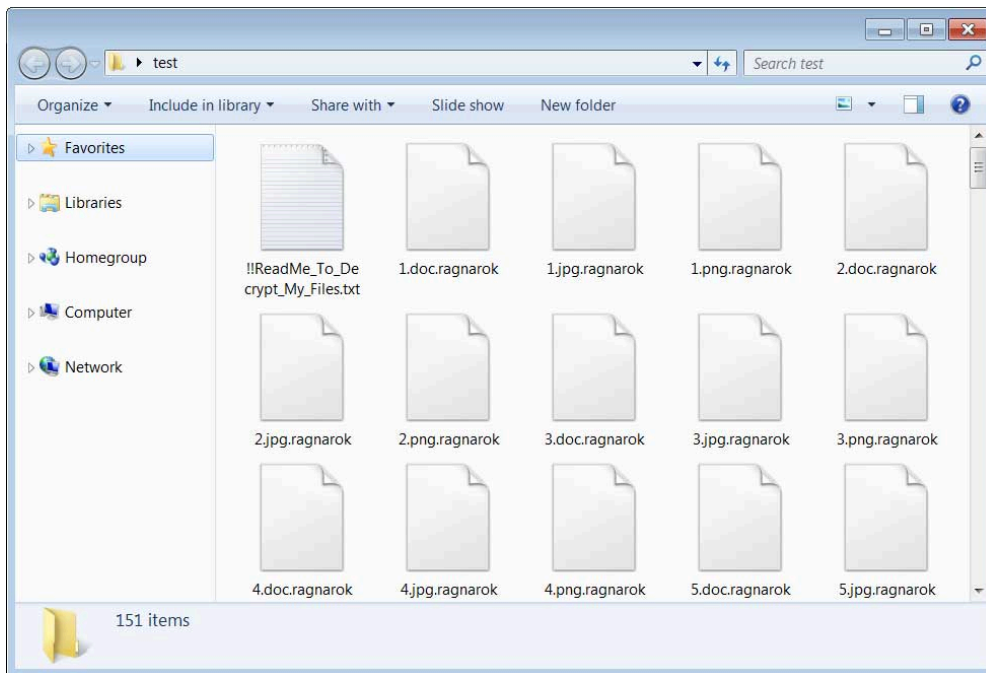 test
Search test
Organize
Include in library
Share with
Slide show
New folder
Favorites
Libraries
Homegroup
Computer
Network
!!ReadMe_To_De
crypt_My_Files.txt
1.doc.ragnarok
1.jpg.ragnarok
1.png.ragnarok
2.doc.ragnarok
2.jpg.ragnarok
2.png.ragnarok
3.doc.ragnarok
3.jpg.ragnarok
3.png.ragnarok
4.doc.ragnarok
4.jpg.ragnarok
4.png.ragnarok
5.doc.ragnarok
5.jpg.ragnarok
151 items